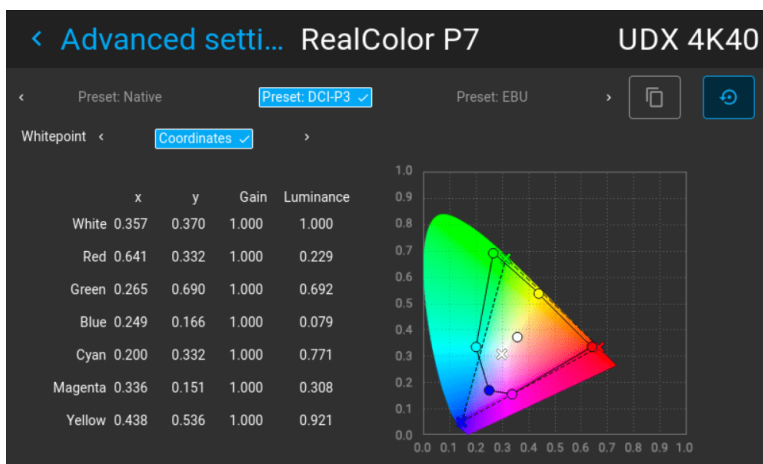 ‹ Advanced setti... RealColor P7 UDX 4K40
‹ Preset: Native Preset: DCI-P3 ✓ Preset: EBU ›
Whitepoint ‹ Coordinates ✓ ›
x y Gain Luminance
White 0.357 0.370 1.000 1.000
Red 0.641 0.332 1.000 0.229
Green 0.265 0.690 1.000 0.692
Blue 0.249 0.166 1.000 0.079
Cyan 0.200 0.332 1.000 0.771
Magenta 0.336 0.151 1.000 0.308
Yellow 0.438 0.536 1.000 0.921
1.0
0.9
0.8
0.7
0.6
0.5
0.4
0.3
0.2
0.1
0.0
0.0 0.1 0.2 0.3 0.4 0.5 0.6 0.7 0.8 0.9 1.0